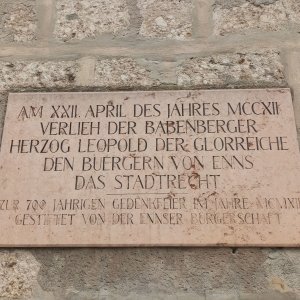 AM XXII. APRIL DES JAHRES MCCXII
VERLIEH DER BABENBERGER
HERZOG LEOPOLD DER GLORREICHE
DEN BUERGERN VON ENNS
DAS STADTRECHT
ZUR 700 JÄHRIGEN GEDENKFEIER IM JAHRE MCMXII
GESTIFTET VON DER ENNSER BÜRGERSCHAFT